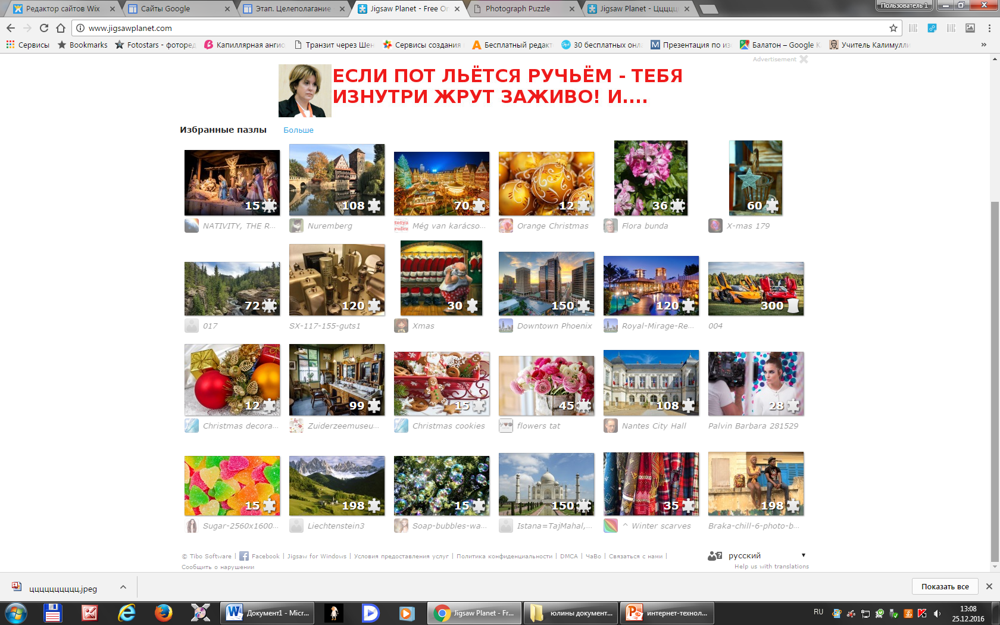 Редактор сайтов Wix
Сайты Google
Этап. Целеполагание
Jigsaw Planet - Free Or
Photograph Puzzle
Jigsaw Planet - Ццццц
Пользователь 1
www.jigsawplanet.com
Сервисы
Bookmarks
Fotostars – фоторед
Капиллярная ангио
Транзит через Шен
Сервисы создания
Бесплатный редакт
30 бесплатных онла
Презентация по из
Балатон – Google К
Учитель Калимулли
»
Advertisement
ЕСЛИ ПОТ ЛЬЁТСЯ РУЧЬЁМ - ТЕБЯ
ИЗНУТРИ ЖРУТ ЗАЖИВО! И....
Избранные пазлы Больше
15 108 70 12 36 60
NATIVITY, THE R... Nuremberg Még van karácso... Orange Christmas Flora bunda X-mas 179
72 120 30 150 120 300
017 SX-117-155-guts1 Xmas Downtown Phoenix Royal-Mirage-Re... 004
12 99 15 45 108 28
Christmas decora... Zuiderzeemuseu... Christmas cookies flowers tat Nantes City Hall Palvin Barbara 281529
15 198 15 150 35 198
Sugar-2560x1600... Liechtenstein3 Soap-bubbles-wa... Istana=TajMahal,... ^ Winter scarves Braka-chill-6-photo-b...
© Tibo Software | Facebook | Jigsaw for Windows | Условия предоставления услуг | Политика конфиденциальности | DMCA | ЧаВо | Связаться с нами |
Сообщить о нарушении
русский
Help us with translations
цццццццццц.jpeg
Показать все
Документ1 - Micr...
Jigsaw Planet - Fr...
юлины документ...
интернет-технол...
RU
13:08
25.12.2016